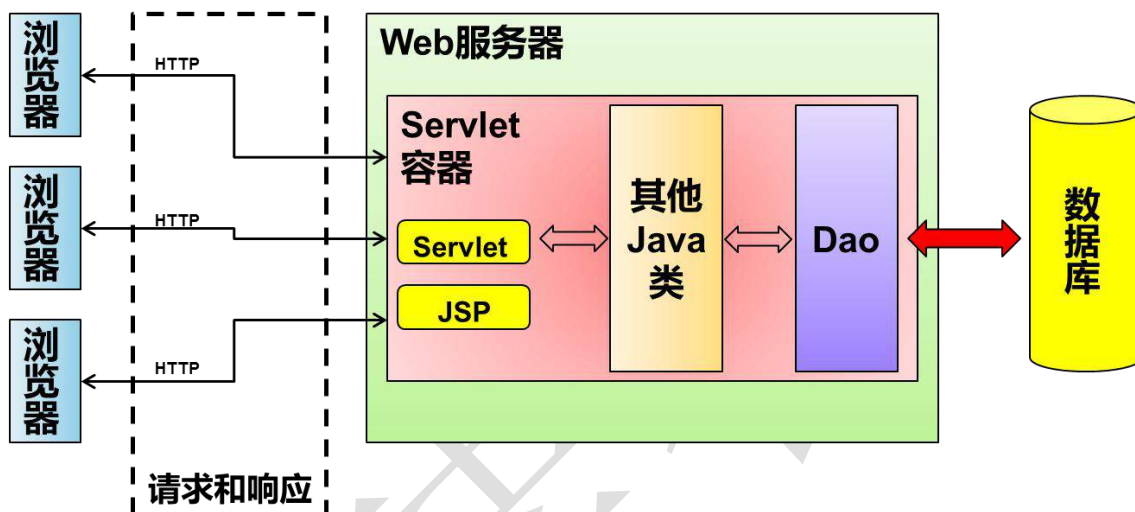 浏览器
HTTP
浏览器
HTTP
浏览器
HTTP
请求和响应
Web服务器
Servlet
容器
Servlet
JSP
其他
Java
类
Dao
数据库